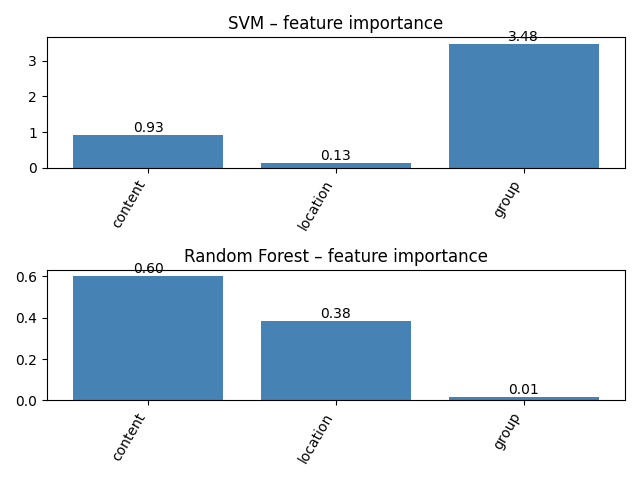 SVM – feature importance
3
2
1
0
0.93
0.13
3.48
content
location
group
Random Forest – feature importance
0.6
0.4
0.2
0.0
0.60
0.38
0.01
content
location
group